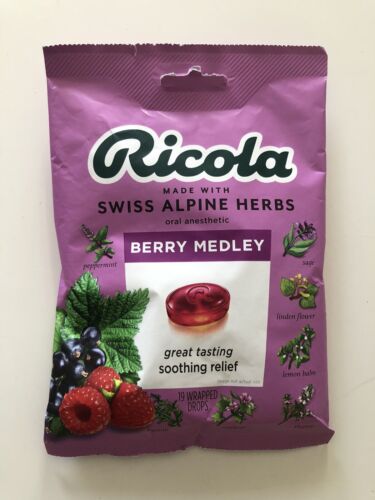 Ricola
MADE WITH
SWISS ALPINE HERBS
oral anesthetic
BERRY MEDLEY
peppermint
sage
linden flower
great tasting
soothing relief
lemon balm
19 WRAPPED
DROPS